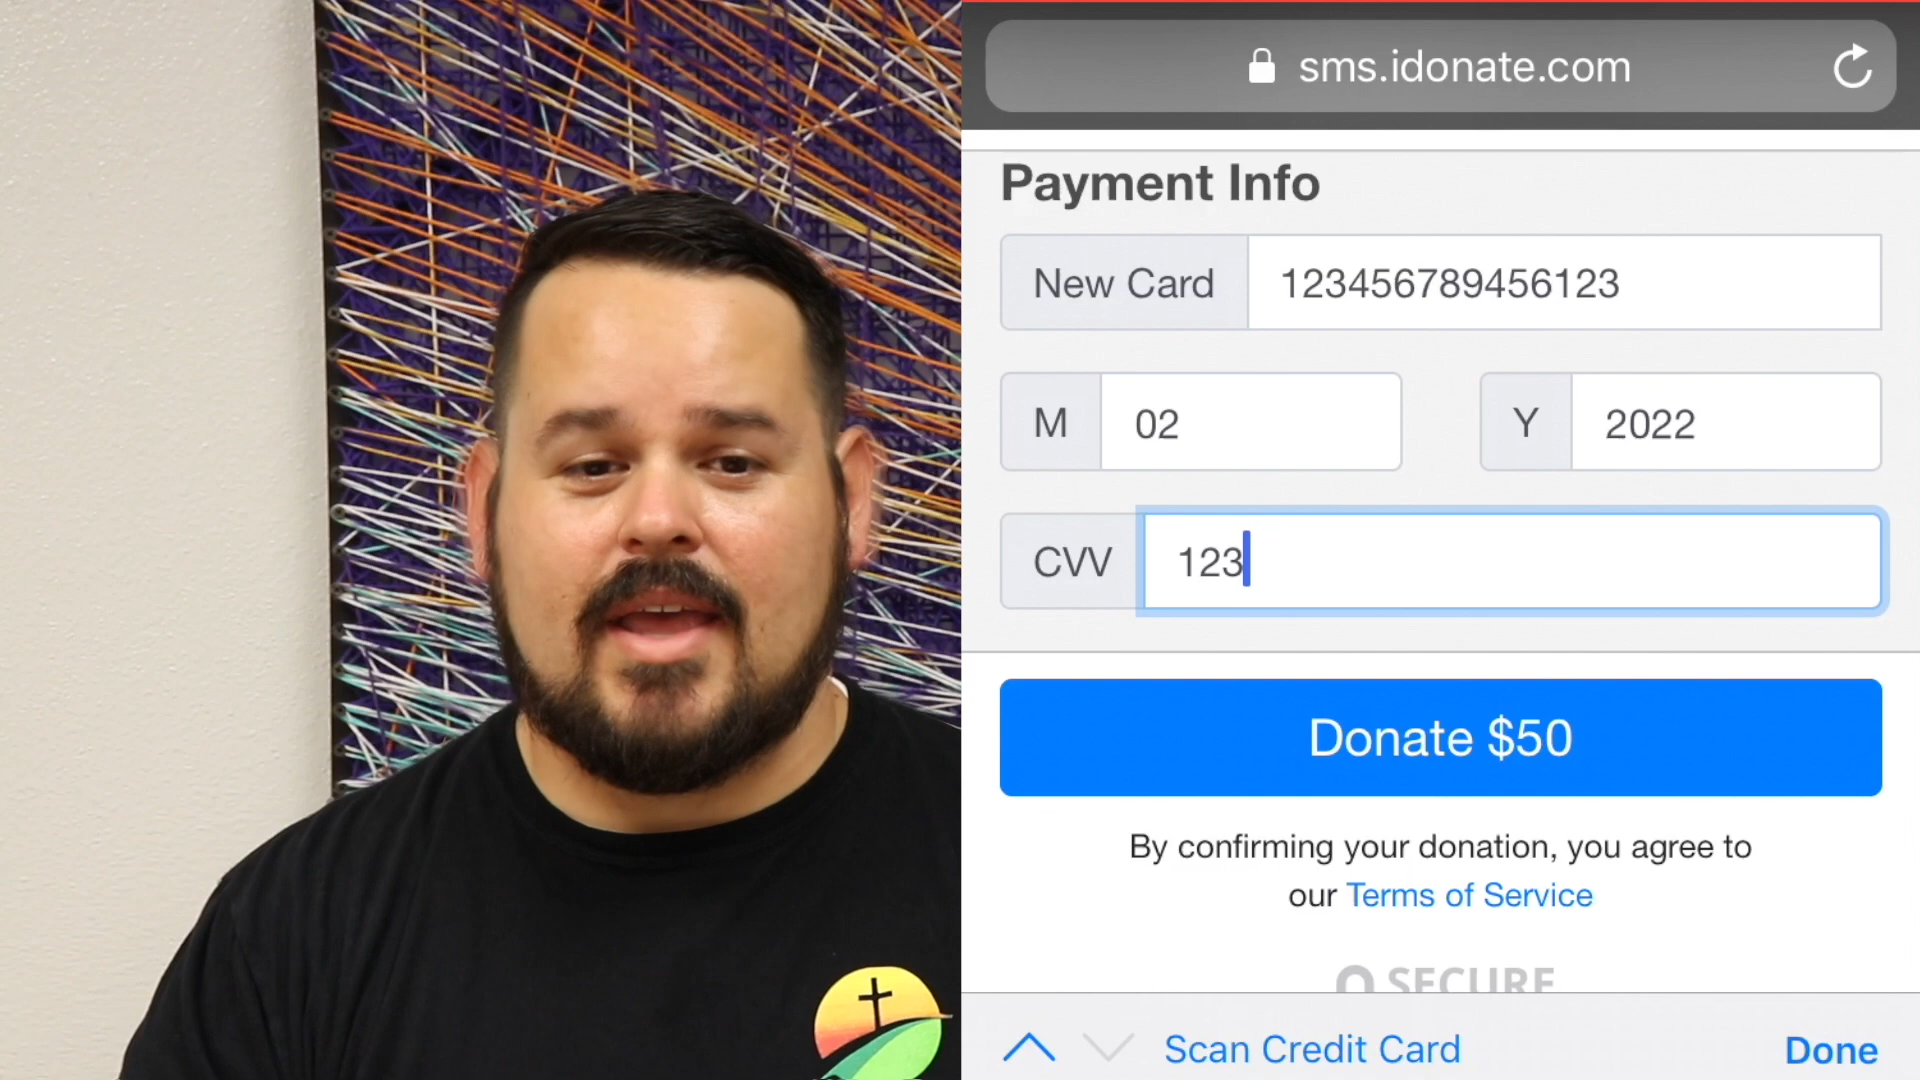 sms.idonate.com
Payment Info
New Card 123456789456123
M 02 Y 2022
CVV 123
Donate $50
By confirming your donation, you agree to
our Terms of Service
SECURE
Scan Credit Card Done